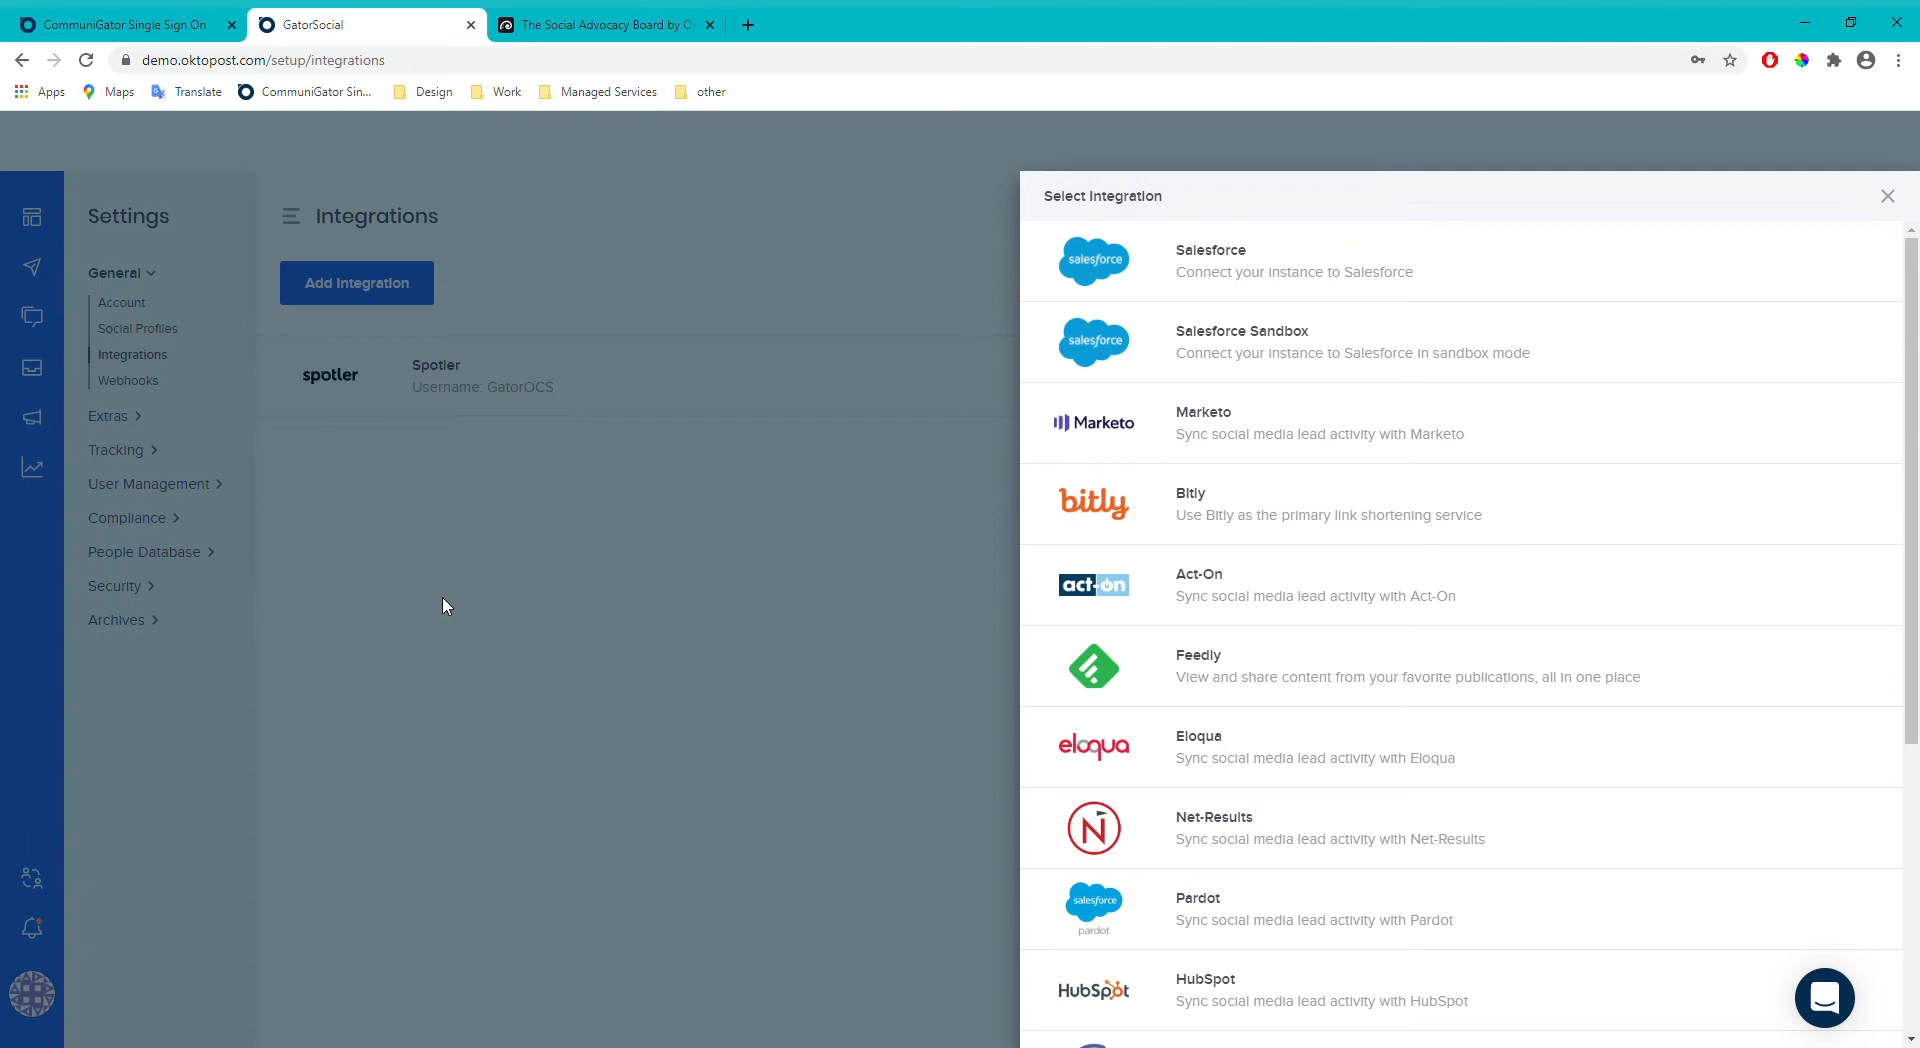 CommuniGator Single Sign On
GatorSocial
The Social Advocacy Board by O
demo.oktopost.com/setup/integrations
Apps
Maps
Translate
CommuniGator Sin...
Design
Work
Managed Services
other
Settings
General
Account
Social Profiles
Integrations
Webhooks
Extras
Tracking
User Management
Compliance
People Database
Security
Archives
Integrations
Add Integration
spotler
Spotler
Username: GatorOCS
Select Integration
salesforce
Salesforce
Connect your instance to Salesforce
salesforce
Salesforce Sandbox
Connect your instance to Salesforce in sandbox mode
Marketo
Marketo
Sync social media lead activity with Marketo
bitly
Bitly
Use Bitly as the primary link shortening service
act-on
Act-On
Sync social media lead activity with Act-On
Feedly
View and share content from your favorite publications, all in one place
eloqua
Eloqua
Sync social media lead activity with Eloqua
N
Net-Results
Sync social media lead activity with Net-Results
salesforce
pardot
Pardot
Sync social media lead activity with Pardot
HubSpot
HubSpot
Sync social media lead activity with HubSpot